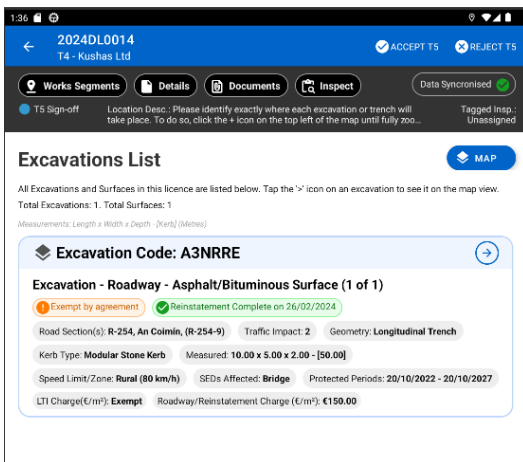 1:36
2024DL0014
T4 - Kushas Ltd
ACCEPT T5
REJECT T5
Works Segments
Details
Documents
Inspect
Data Syncronised
T5 Sign-off
Location Desc.: Please identify exactly where each excavation or trench will
take place. To do so, click the + icon on the top left of the map until fully zoo...
Tagged Insp.:
Unassigned
Excavations List
MAP
All Excavations and Surfaces in this licence are listed below. Tap the '>' icon on an excavation to see it on the map view.
Total Excavations: 1. Total Surfaces: 1
Measurements: Length x Width x Depth - [Kerb] (Metres)
Excavation Code: A3NRRE
Excavation - Roadway - Asphalt/Bituminous Surface (1 of 1)
Exempt by agreement
Reinstatement Complete on 26/02/2024
Road Section(s): R-254, An Coimín, (R-254-9)
Traffic Impact: 2
Geometry: Longitudinal Trench
Kerb Type: Modular Stone Kerb
Measured: 10.00 x 5.00 x 2.00 - [50.00]
Speed Limit/Zone: Rural (80 km/h)
SEDs Affected: Bridge
Protected Periods: 20/10/2022 - 20/10/2027
LTI Charge(€/m²): Exempt
Roadway/Reinstatement Charge (€/m²): €150.00